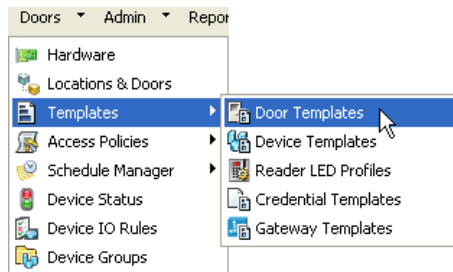 Doors Admin Repor
Hardware
Locations & Doors
Templates
Access Policies
Schedule Manager
Device Status
Device IO Rules
Device Groups
Door Templates
Device Templates
Reader LED Profiles
Credential Templates
Gateway Templates